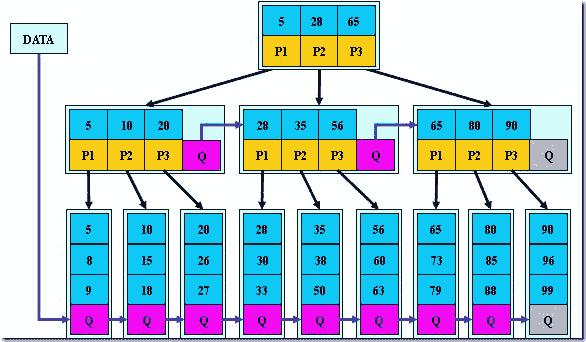 5 28 65
DATA
P1 P2 P3
5 10 20
28 35 56
65 80 90
P1 P2 P3 Q
P1 P2 P3 Q
P1 P2 P3 Q
5 10 20 28 35 56 65 80 90
8 15 26 30 38 60 73 85 96
9 18 27 33 50 63 79 88 99
Q Q Q Q Q Q Q Q Q